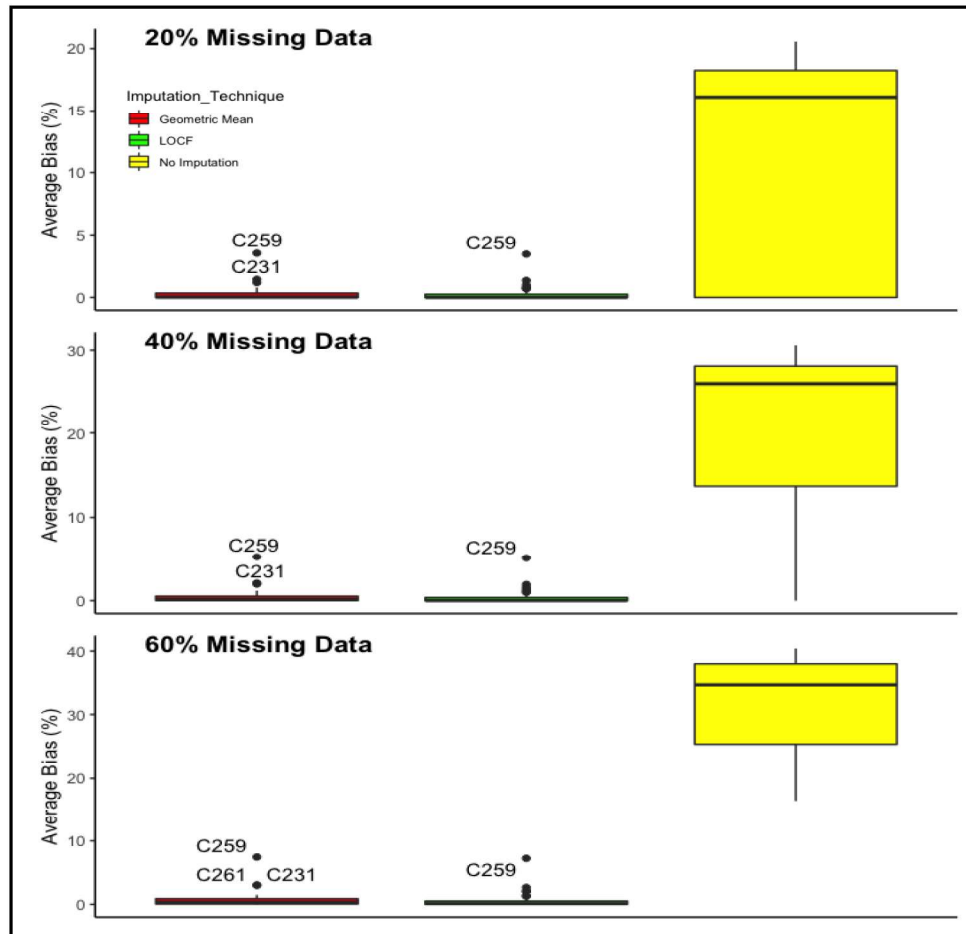 20% Missing Data
Average Bias (%)
20
15
10
5
0
Imputation_Technique
Geometric Mean
LOCF
No Imputation
C259
C231
C259
40% Missing Data
Average Bias (%)
30
20
10
0
C259
C231
C259
60% Missing Data
Average Bias (%)
40
30
20
10
0
C259
C261 C231
C259